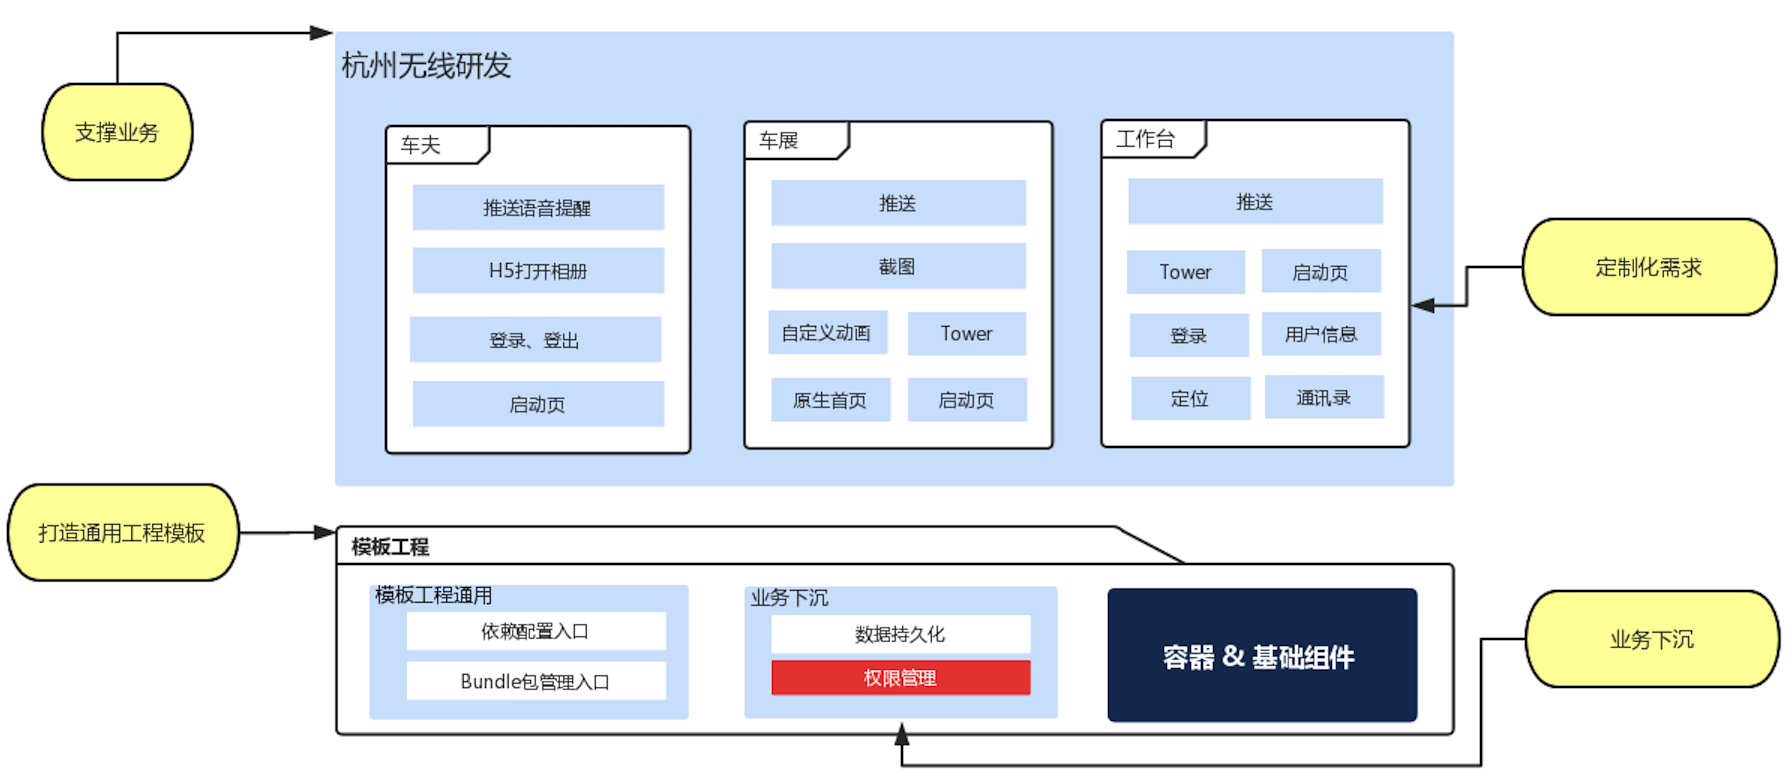 杭州无线研发
支撑业务
车夫
推送语音提醒
H5打开相册
登录、登出
启动页
车展
推送
截图
自定义动画
Tower
原生首页
启动页
工作台
推送
Tower
启动页
登录
用户信息
定位
通讯录
定制化需求
打造通用工程模板
模板工程
模板工程通用
依赖配置入口
Bundle包管理入口
业务下沉
数据持久化
权限管理
容器 & 基础组件
业务下沉